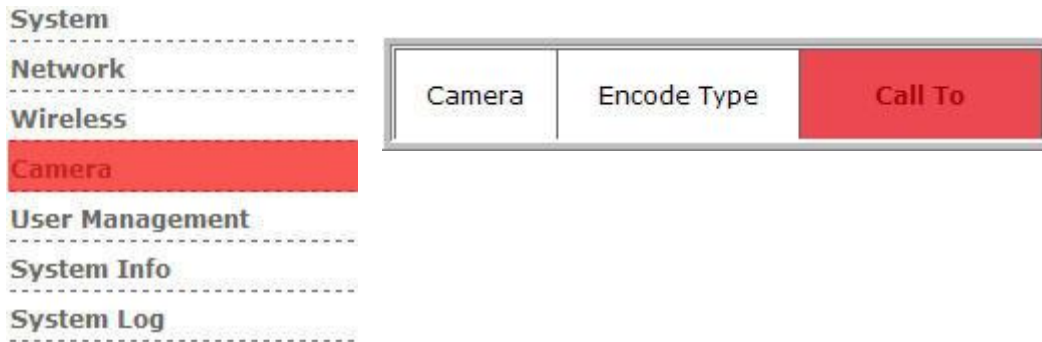 System
Network
Wireless
Camera
User Management
System Info
System Log
Camera Encode Type Call To